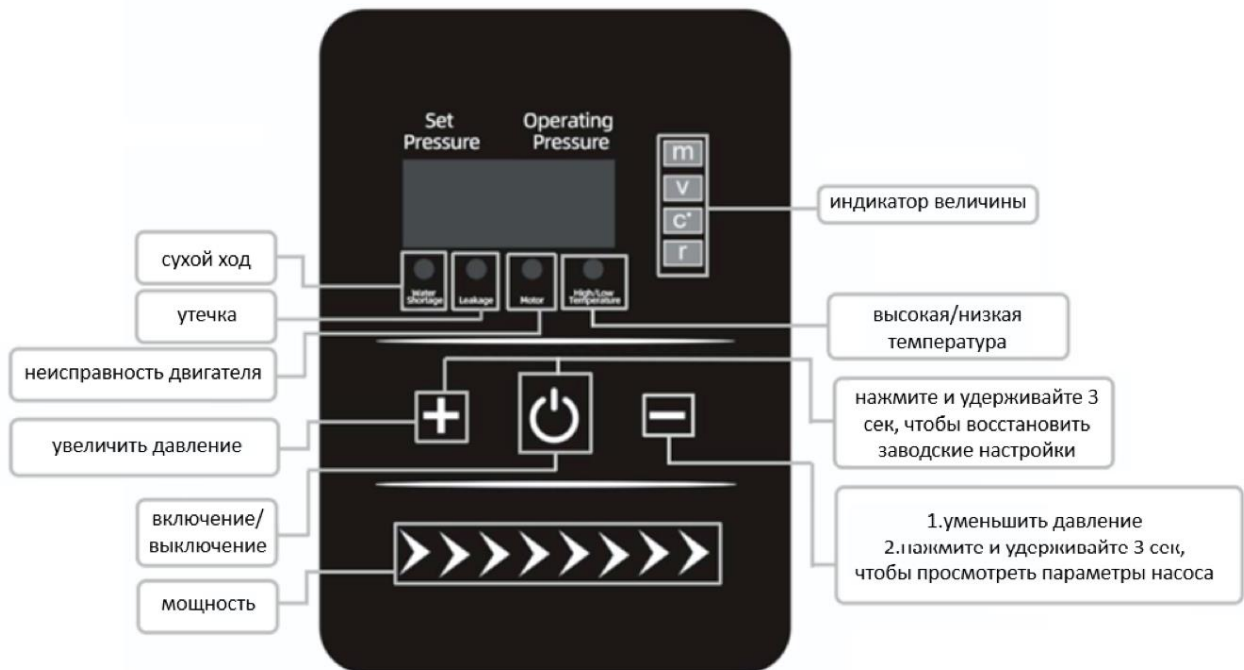 Set
Pressure
Operating
Pressure
m
v
c°
r
индикатор величины
сухой ход
Water
Shortage
Leakage
Motor
High/Low
Temperature
утечка
высокая/низкая
температура
неисправность двигателя
нажмите и удерживайте 3
сек, чтобы восстановить
заводские настройки
увеличить давление
включение/
выключение
1.уменьшить давление
2.нажмите и удерживайте 3 сек,
чтобы просмотреть параметры насоса
мощность